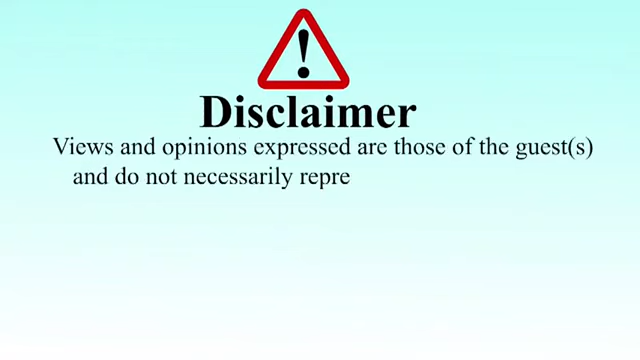 !
Disclaimer
Views and opinions expressed are those of the guest(s)
and do not necessarily repre